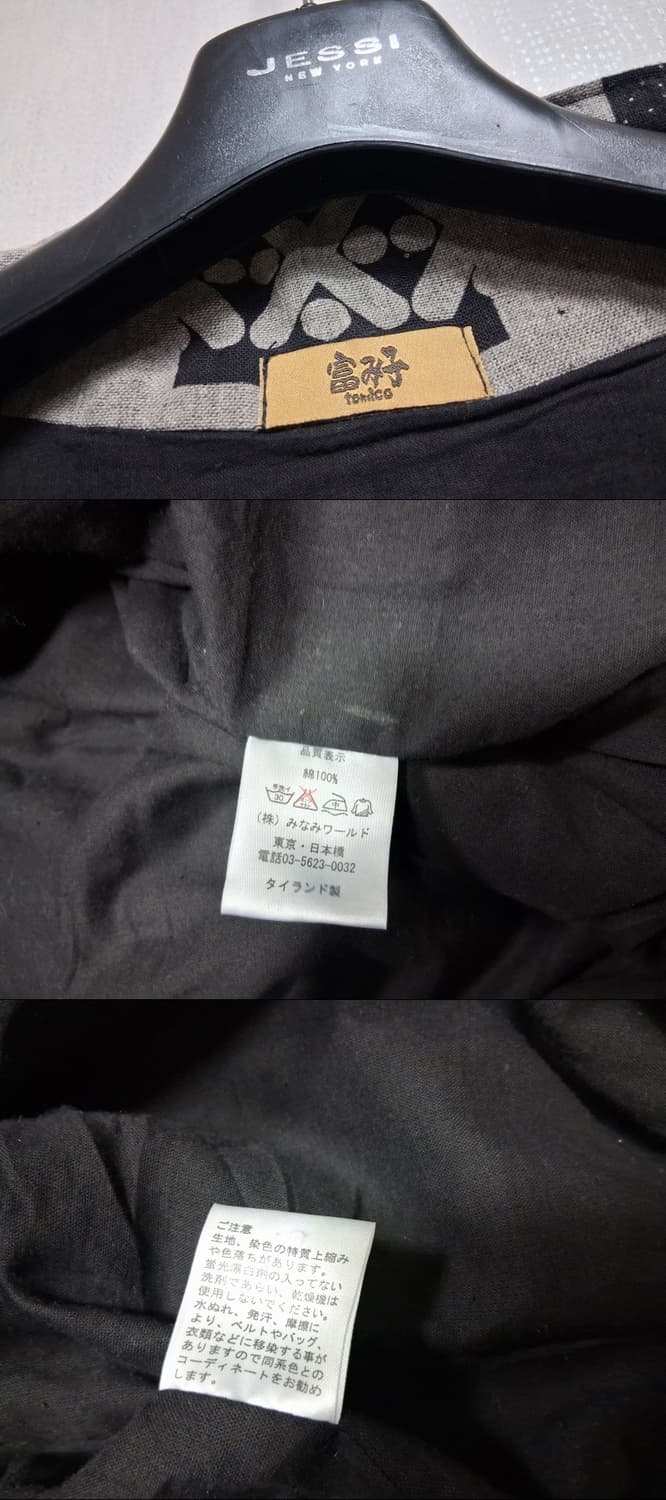 JESSI
NEW YORK
富み子
tomico
品質表示
綿100%
手洗イ
30
中
(株) みなみワールド
東京・日本橋
電話03-5623-0032
タイランド製
ご注意
生地、染色の特質上縮み
や色落ちがあります。
蛍光漂白剤の入ってない
洗剤であらい、乾燥機は
使用しないでください。
水ぬれ、発汗、摩擦に
より、ベルトやバッグ、
衣類などに移染する事が
ありますので同系色との
コーディネートをお勧め
します。